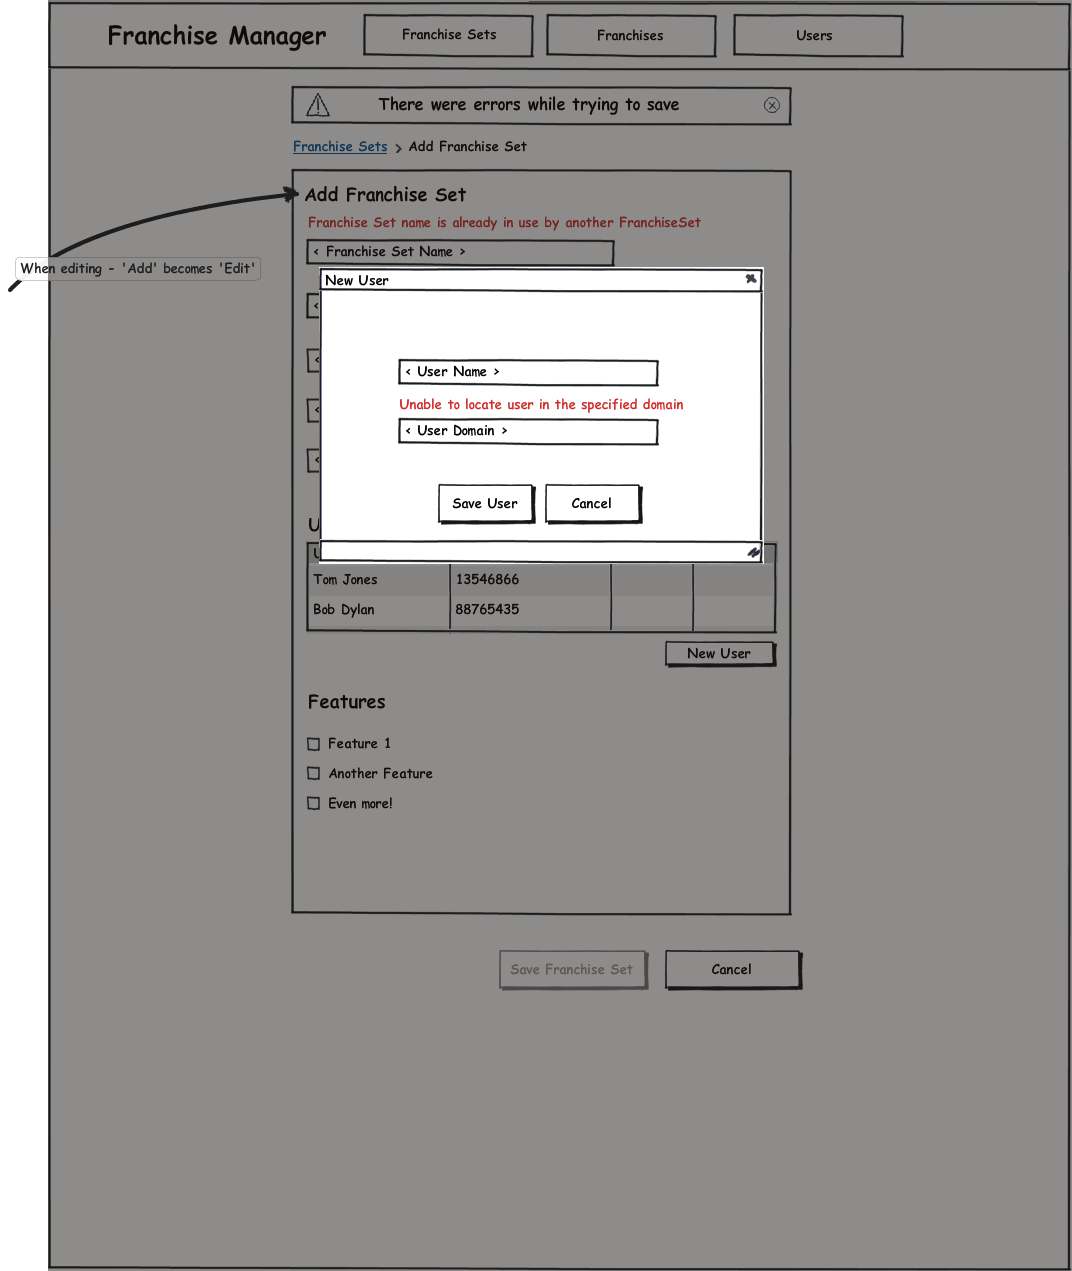 Franchise Manager
Franchise Sets
Franchises
Users
There were errors while trying to save
Franchise Sets > Add Franchise Set
Add Franchise Set
Franchise Set name is already in use by another FranchiseSet
< Franchise Set Name >
When editing - 'Add' becomes 'Edit'
New User
< User Name >
Unable to locate user in the specified domain
< User Domain >
Save User
Cancel
Tom Jones 13546866
Bob Dylan 88765435
New User
Features
Feature 1
Another Feature
Even more!
Save Franchise Set
Cancel